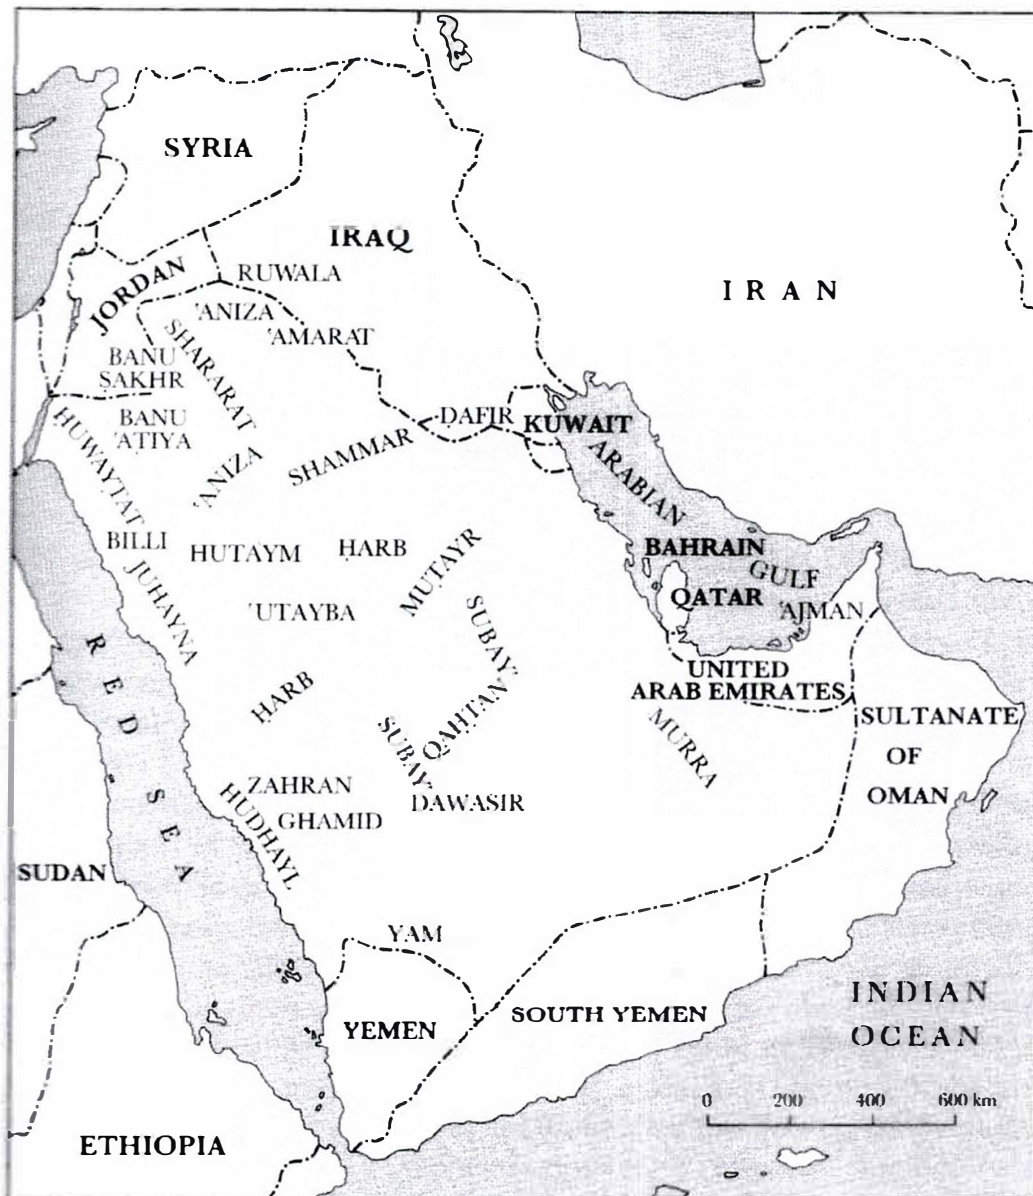 SYRIA
IRAQ
IRAN
JORDAN
RUWALA
'ANIZA
'AMARAT
SHARARAT
BANU
SAKHR
BANU
'ATIYA
HUWAYTAT
'ANIZA
SHAMMAR
DAFIR
KUWAIT
ARABIAN
GULF
BAHRAIN
QATAR
'AJMAN
BILLI
HUTAYM
HARB
MUTAYR
JUHAYNA
'UTAYBA
SUBAY'
RED SEA
HARB
QAHTAN
SUBAY'
UNITED
ARAB EMIRATES
MURRA
SULTANATE
OF
OMAN
ZAHRAN
GHAMID
HUDHAYL
DAWASIR
SUDAN
YAM
YEMEN
SOUTH YEMEN
INDIAN
OCEAN
0 200 400 600 km
ETHIOPIA